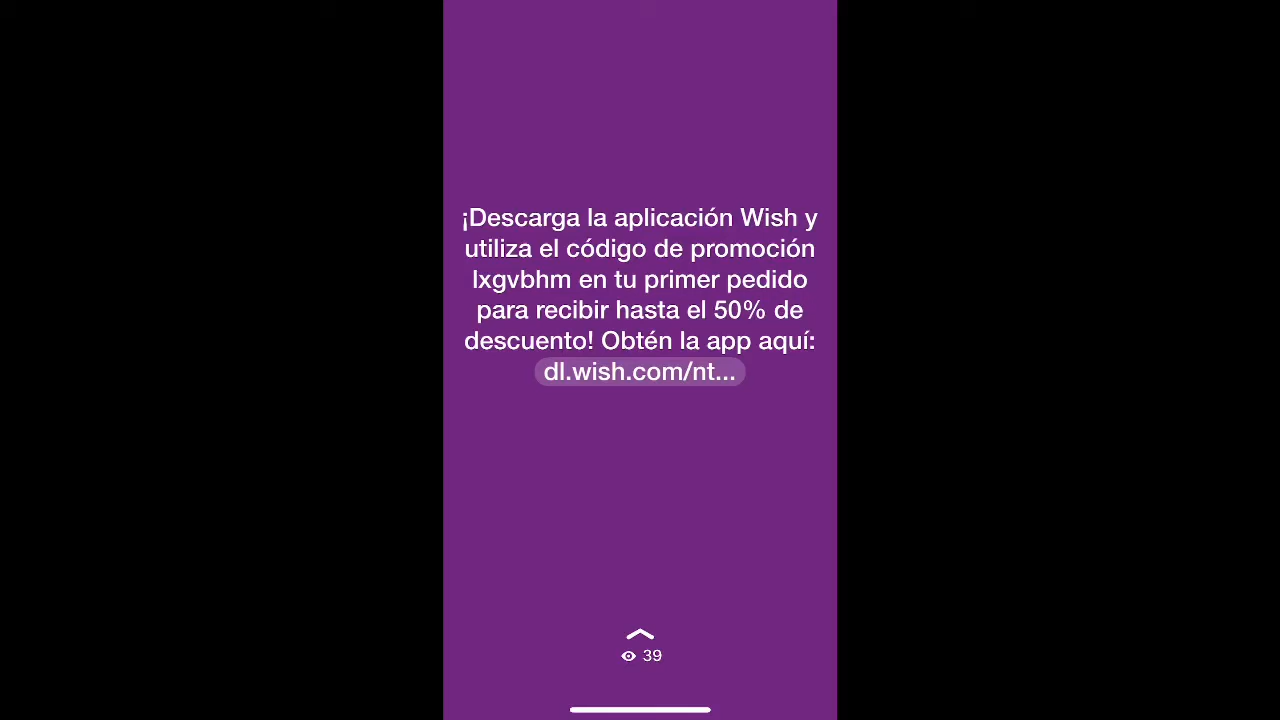 ¡Descarga la aplicación Wish y
utiliza el código de promoción
lxgvbhm en tu primer pedido
para recibir hasta el 50% de
descuento! Obtén la app aquí:
dl.wish.com/nt...
39